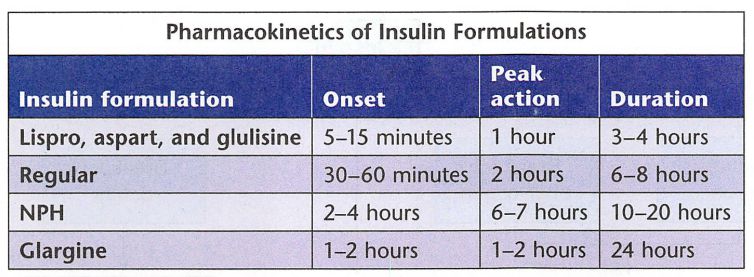 Pharmacokinetics of Insulin Formulations
Insulin formulation Onset Peak action Duration
Lispro, aspart, and glulisine 5–15 minutes 1 hour 3–4 hours
Regular 30–60 minutes 2 hours 6–8 hours
NPH 2–4 hours 6–7 hours 10–20 hours
Glargine 1–2 hours 1–2 hours 24 hours